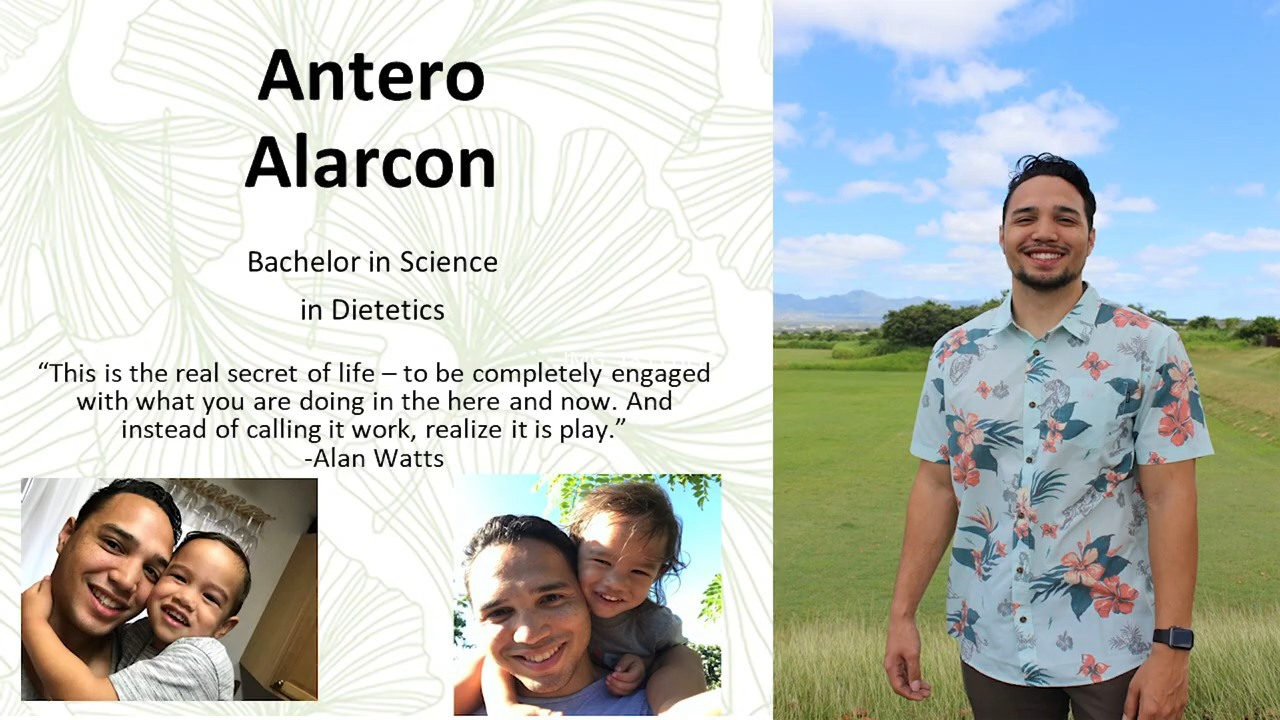 Antero
Alarcon
Bachelor in Science
in Dietetics
“This is the real secret of life – to be completely engaged
with what you are doing in the here and now. And
instead of calling it work, realize it is play.”
-Alan Watts